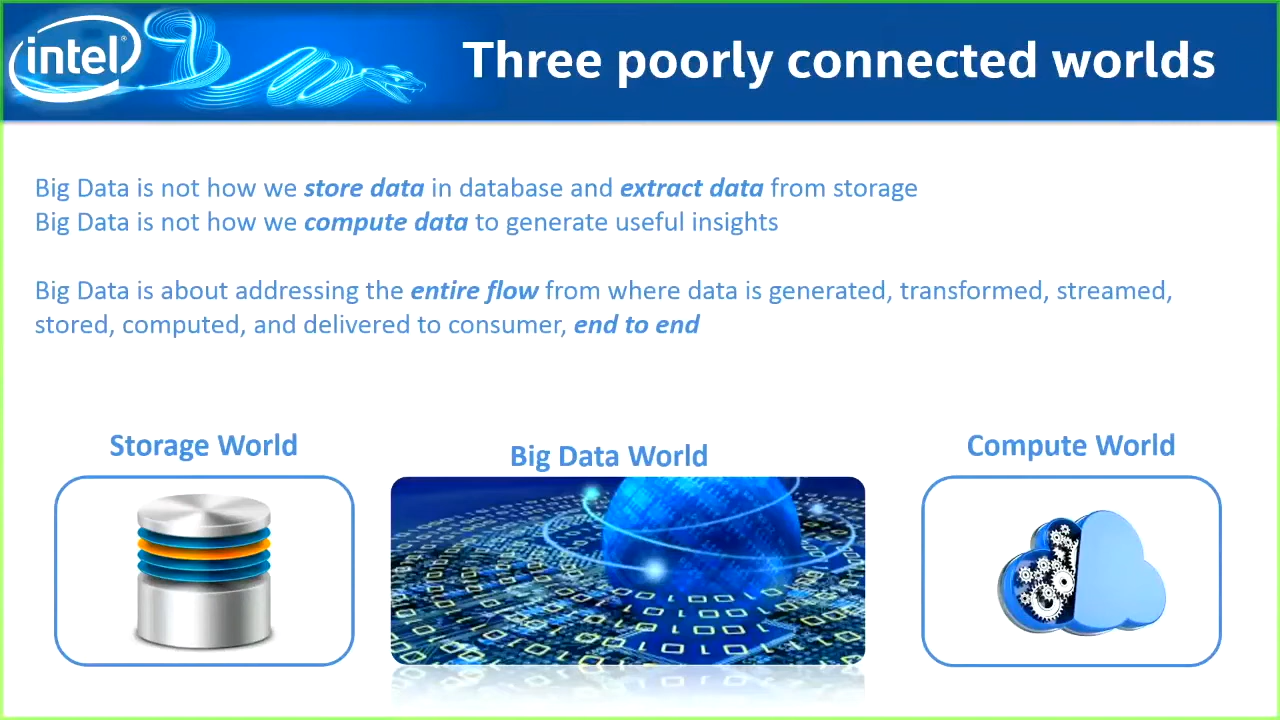 intel®
Three poorly connected worlds
Big Data is not how we store data in database and extract data from storage
Big Data is not how we compute data to generate useful insights
Big Data is about addressing the entire flow from where data is generated, transformed, streamed,
stored, computed, and delivered to consumer, end to end
Storage World
Big Data World
Compute World